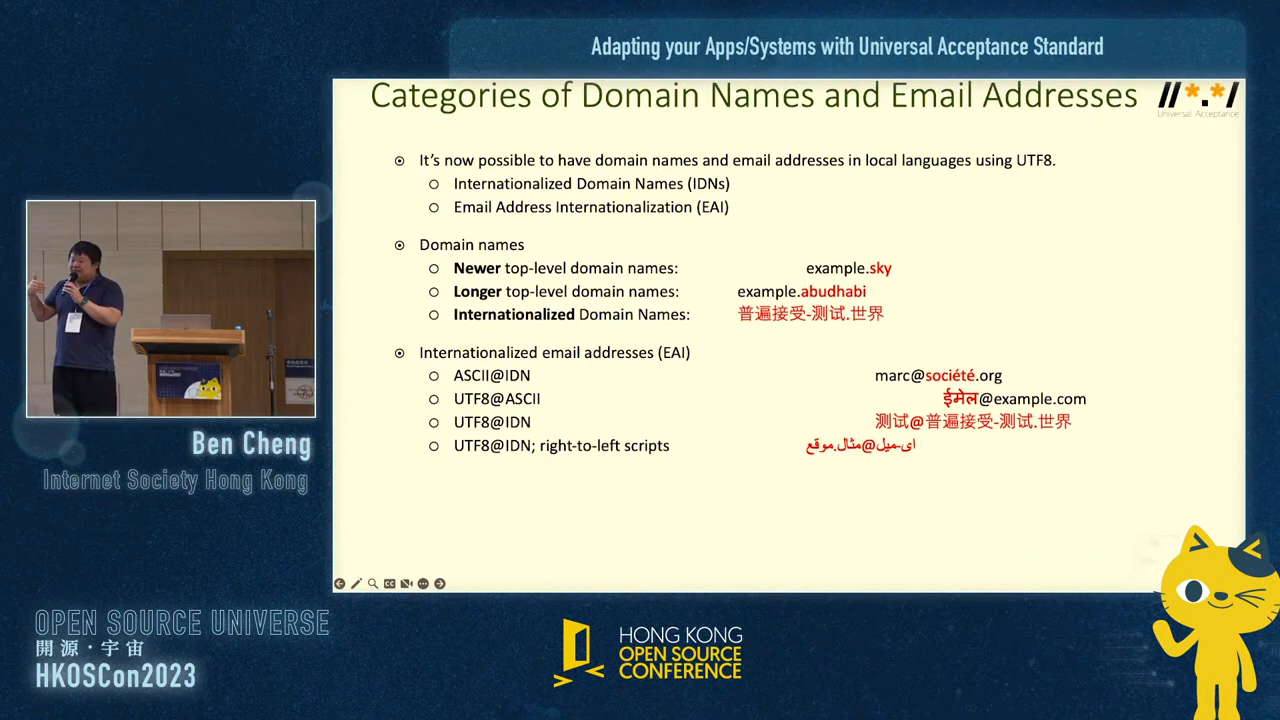 Adapting your Apps/Systems with Universal Acceptance Standard
Categories of Domain Names and Email Addresses
Universal Acceptance
It's now possible to have domain names and email addresses in local languages using UTF8.
Internationalized Domain Names (IDNs)
Email Address Internationalization (EAI)
Domain names
Newer top-level domain names: example.sky
Longer top-level domain names: example.abudhabi
Internationalized Domain Names: 普遍接受-测试.世界
Internationalized email addresses (EAI)
ASCII@IDN marc@société.org
UTF8@ASCII ईमेल@example.com
UTF8@IDN 测试@普遍接受-测试.世界
UTF8@IDN; right-to-left scripts ای-میل@مثال.موقع
Ben Cheng
Internet Society Hong Kong
OPEN SOURCE UNIVERSE
開源·宇宙
HKOSCon2023
HONG KONG
OPEN SOURCE
CONFERENCE